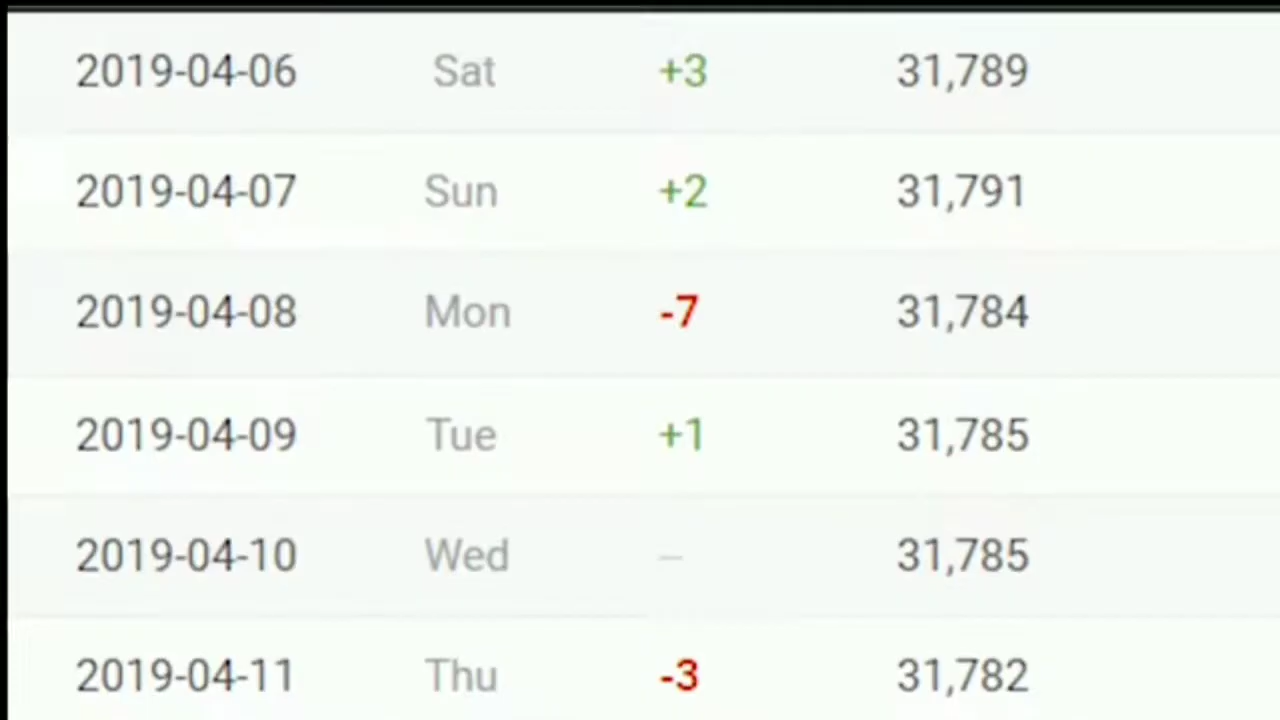 2019-04-06 Sat +3 31,789
2019-04-07 Sun +2 31,791
2019-04-08 Mon -7 31,784
2019-04-09 Tue +1 31,785
2019-04-10 Wed – 31,785
2019-04-11 Thu -3 31,782